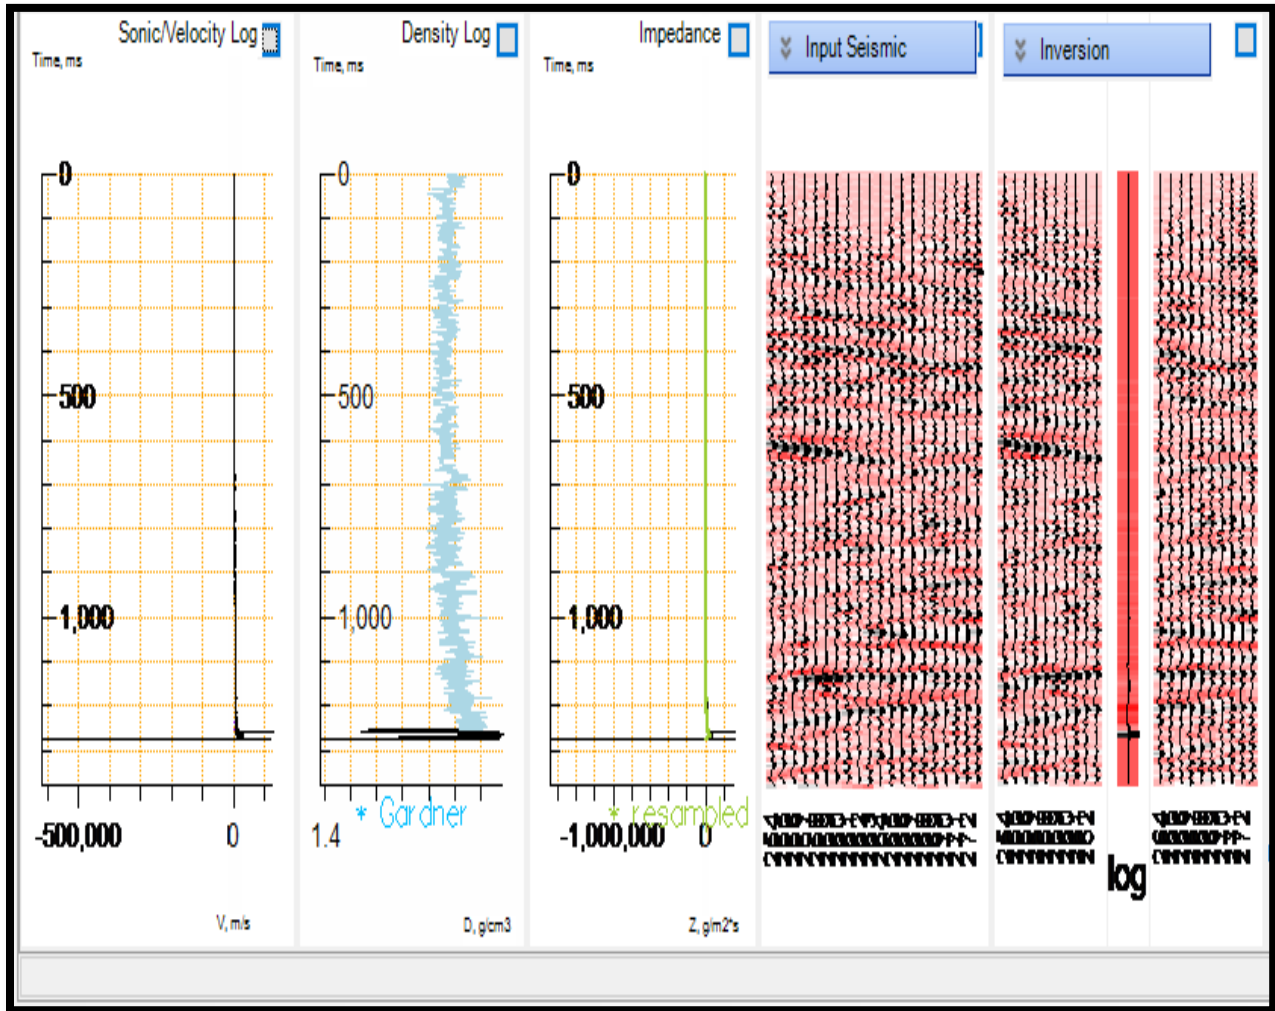 Sonic/Velocity Log
Time, ms
0
500
1,000
-500,000 0
V, m/s
Density Log
Time, ms
0
500
1,000
* Gardner
1.4
D, g/cm3
Impedance
Time, ms
0
500
1,000
* resampled
-1,000,000 0
Z, g/m2*s
Input Seismic
Inversion
log